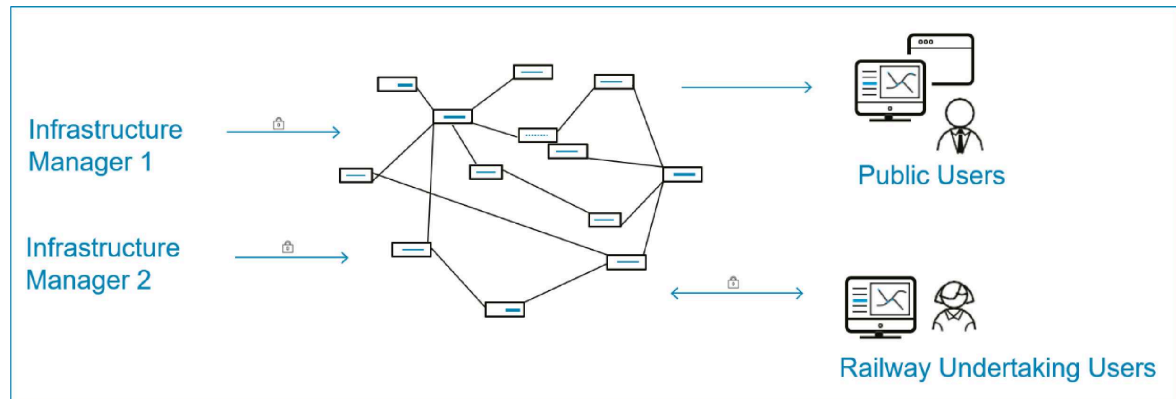 Infrastructure
Manager 1
Public Users
Infrastructure
Manager 2
Railway Undertaking Users